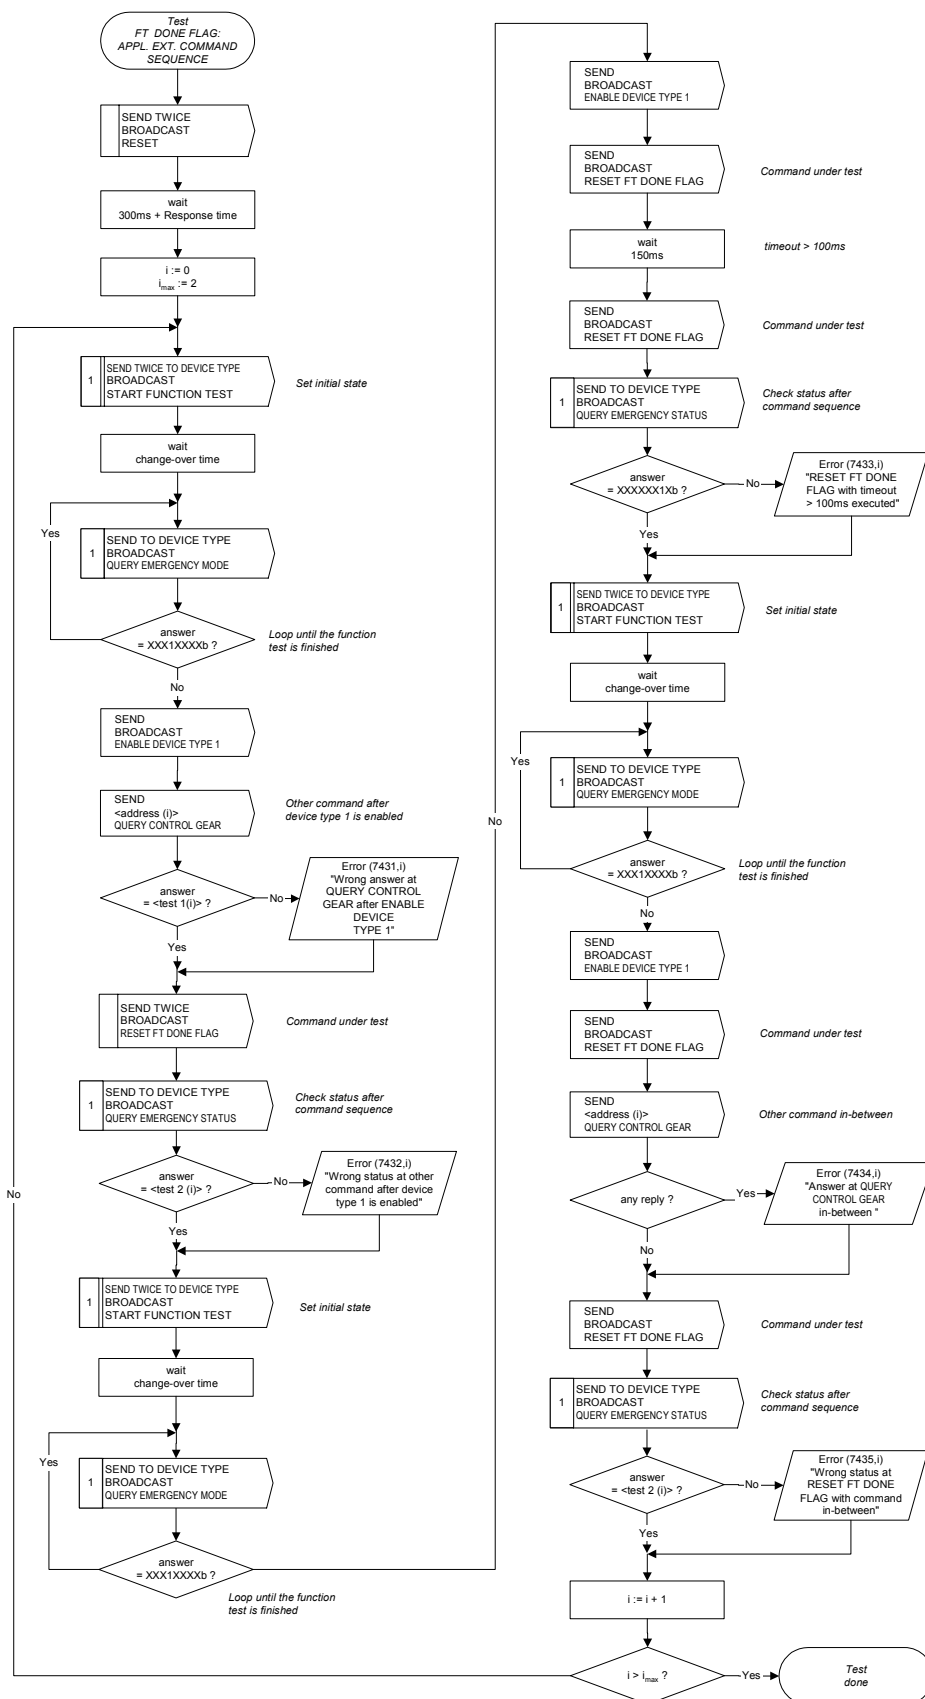 Test
FT DONE FLAG:
APPL. EXT. COMMAND
SEQUENCE
SEND TWICE
BROADCAST
RESET
wait
300ms + Response time
i := 0
imax := 2
1
SEND TWICE TO DEVICE TYPE
BROADCAST
START FUNCTION TEST
Set initial state
wait
change-over time
Yes
1
SEND TO DEVICE TYPE
BROADCAST
QUERY EMERGENCY MODE
answer
= XXX1XXXXb ?
Loop until the function
test is finished
No
SEND
BROADCAST
ENABLE DEVICE TYPE 1
SEND
<address (i)>
QUERY CONTROL GEAR
Other command after
device type 1 is enabled
answer
= <test 1(i)> ?
No
Error (7431,i)
"Wrong answer at
QUERY CONTROL
GEAR after ENABLE
DEVICE
TYPE 1"
Yes
SEND TWICE
BROADCAST
RESET FT DONE FLAG
Command under test
1
SEND TO DEVICE TYPE
BROADCAST
QUERY EMERGENCY STATUS
Check status after
command sequence
answer
= <test 2 (i)> ?
No
Error (7432,i)
"Wrong status at other
command after device
type 1 is enabled"
Yes
1
SEND TWICE TO DEVICE TYPE
BROADCAST
START FUNCTION TEST
Set initial state
wait
change-over time
Yes
1
SEND TO DEVICE TYPE
BROADCAST
QUERY EMERGENCY MODE
answer
= XXX1XXXXb ?
Loop until the function
test is finished
No
No
SEND
BROADCAST
ENABLE DEVICE TYPE 1
SEND
BROADCAST
RESET FT DONE FLAG
Command under test
wait
150ms
timeout > 100ms
SEND
BROADCAST
RESET FT DONE FLAG
Command under test
1
SEND TO DEVICE TYPE
BROADCAST
QUERY EMERGENCY STATUS
Check status after
command sequence
answer
= XXXXXX1Xb ?
No
Error (7433,i)
"RESET FT DONE
FLAG with timeout
> 100ms executed"
Yes
1
SEND TWICE TO DEVICE TYPE
BROADCAST
START FUNCTION TEST
Set initial state
wait
change-over time
Yes
1
SEND TO DEVICE TYPE
BROADCAST
QUERY EMERGENCY MODE
answer
= XXX1XXXXb ?
Loop until the function
test is finished
No
SEND
BROADCAST
ENABLE DEVICE TYPE 1
SEND
BROADCAST
RESET FT DONE FLAG
Command under test
SEND
<address (i)>
QUERY CONTROL GEAR
Other command in-between
any reply ?
Yes
Error (7434,i)
"Answer at QUERY
CONTROL GEAR
in-between "
No
SEND
BROADCAST
RESET FT DONE FLAG
Command under test
1
SEND TO DEVICE TYPE
BROADCAST
QUERY EMERGENCY STATUS
Check status after
command sequence
answer
= <test 2 (i)> ?
No
Error (7435,i)
"Wrong status at
RESET FT DONE
FLAG with command
in-between"
Yes
i := i + 1
i > imax ?
Yes
Test
done